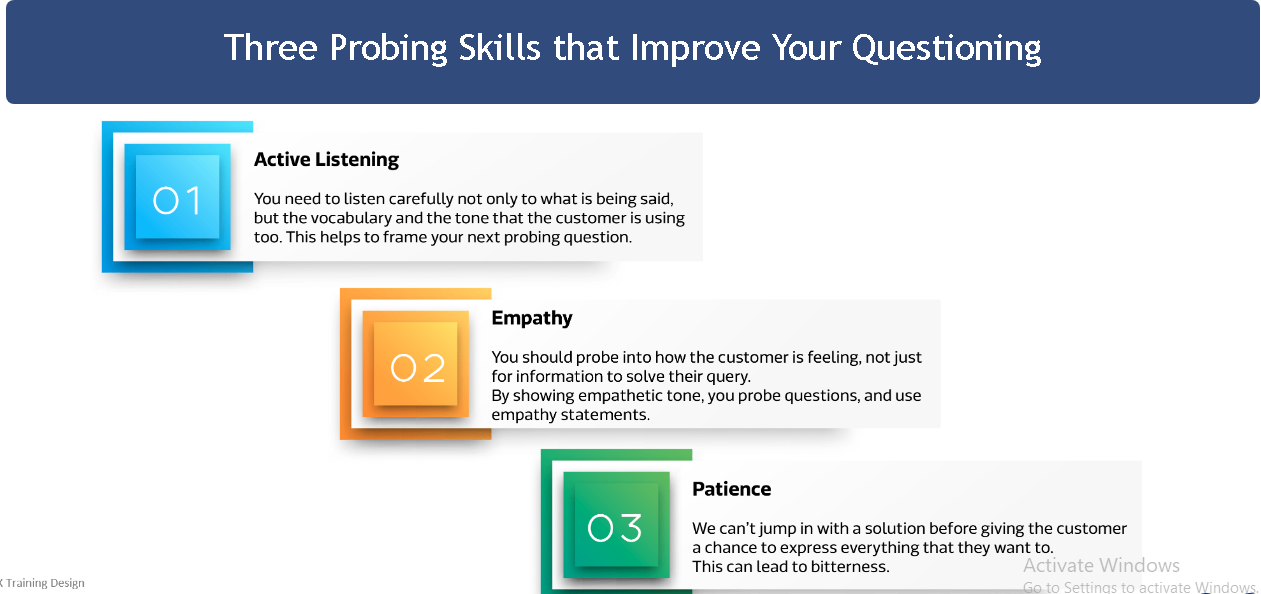 Three Probing Skills that Improve Your Questioning
01
Active Listening
You need to listen carefully not only to what is being said,
but the vocabulary and the tone that the customer is using
too. This helps to frame your next probing question.
02
Empathy
You should probe into how the customer is feeling, not just
for information to solve their query.
By showing empathetic tone, you probe questions, and use
empathy statements.
03
Patience
We can’t jump in with a solution before giving the customer
a chance to express everything that they want to.
This can lead to bitterness.
Activate Windows
Go to Settings to activate Windows.
X Training Design